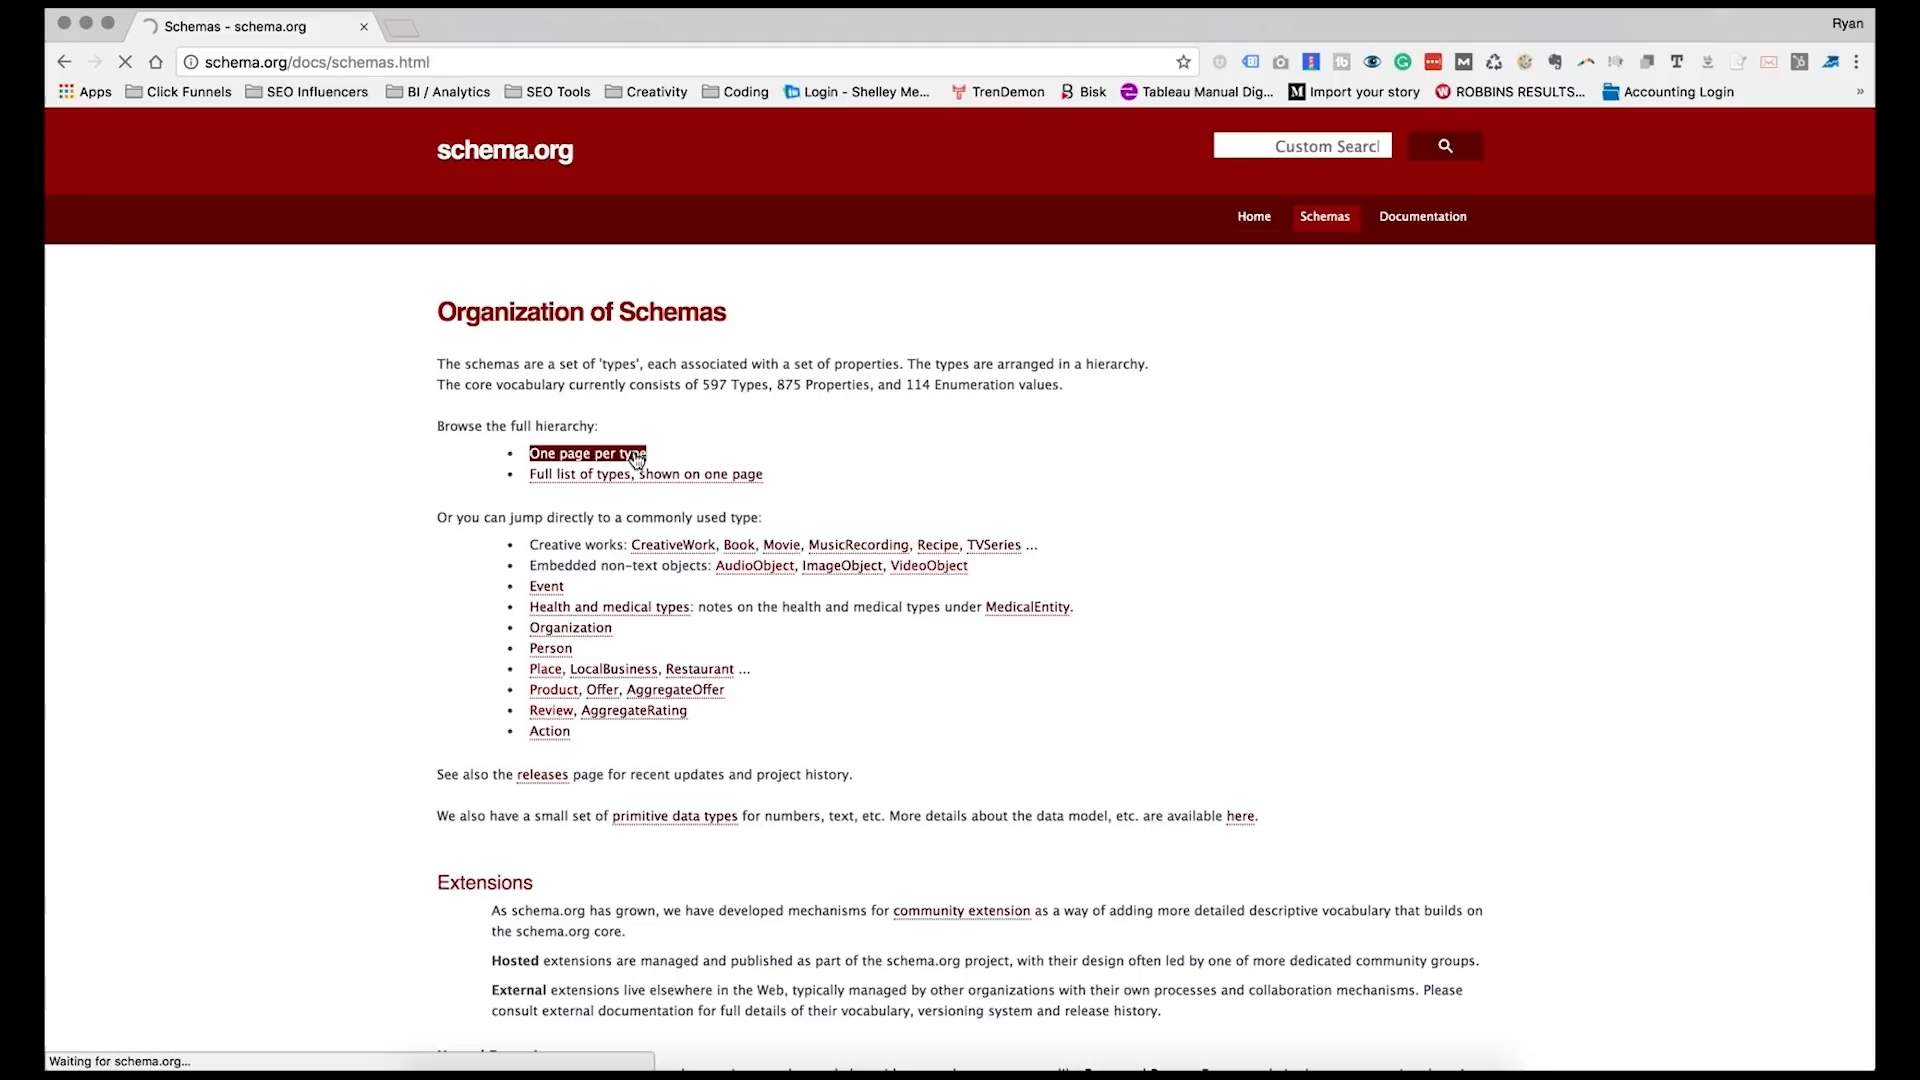 Schemas - schema.org
Ryan
schema.org/docs/schemas.html
Apps Click Funnels SEO Influencers BI / Analytics SEO Tools Creativity Coding Login - Shelley Me... TrenDemon Bisk Tableau Manual Dig... Import your story ROBBINS RESULTS... Accounting Login »
schema.org
Custom Search
Home Schemas Documentation
Organization of Schemas
The schemas are a set of 'types', each associated with a set of properties. The types are arranged in a hierarchy.
The core vocabulary currently consists of 597 Types, 875 Properties, and 114 Enumeration values.
Browse the full hierarchy:
• One page per type
• Full list of types, shown on one page
Or you can jump directly to a commonly used type:
• Creative works: CreativeWork, Book, Movie, MusicRecording, Recipe, TVSeries ...
• Embedded non-text objects: AudioObject, ImageObject, VideoObject
• Event
• Health and medical types: notes on the health and medical types under MedicalEntity.
• Organization
• Person
• Place, LocalBusiness, Restaurant ...
• Product, Offer, AggregateOffer
• Review, AggregateRating
• Action
See also the releases page for recent updates and project history.
We also have a small set of primitive data types for numbers, text, etc. More details about the data model, etc. are available here.
Extensions
As schema.org has grown, we have developed mechanisms for community extension as a way of adding more detailed descriptive vocabulary that builds on
the schema.org core.
Hosted extensions are managed and published as part of the schema.org project, with their design often led by one of more dedicated community groups.
External extensions live elsewhere in the Web, typically managed by other organizations with their own processes and collaboration mechanisms. Please
consult external documentation for full details of their vocabulary, versioning system and release history.
Waiting for schema.org...